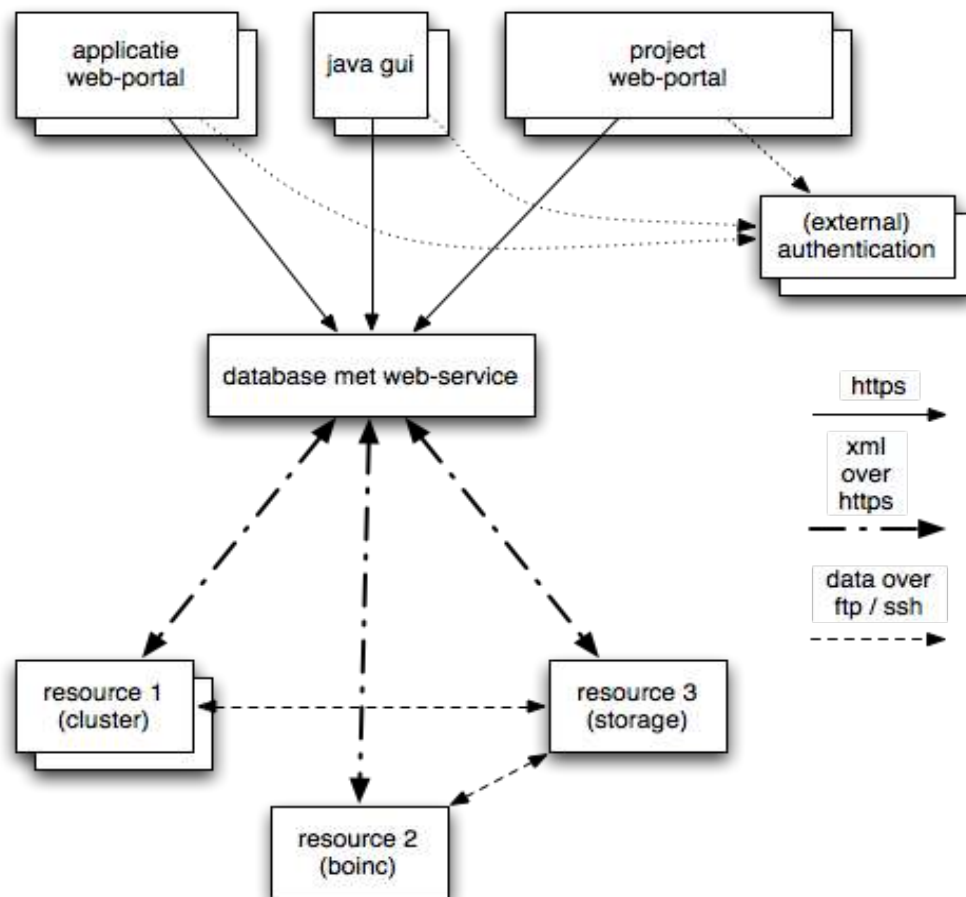 applicatie
web-portal
java gui
project
web-portal
(external)
authentication
database met web-service
https
xml
over
https
data over
ftp / ssh
resource 1
(cluster)
resource 3
(storage)
resource 2
(boinc)